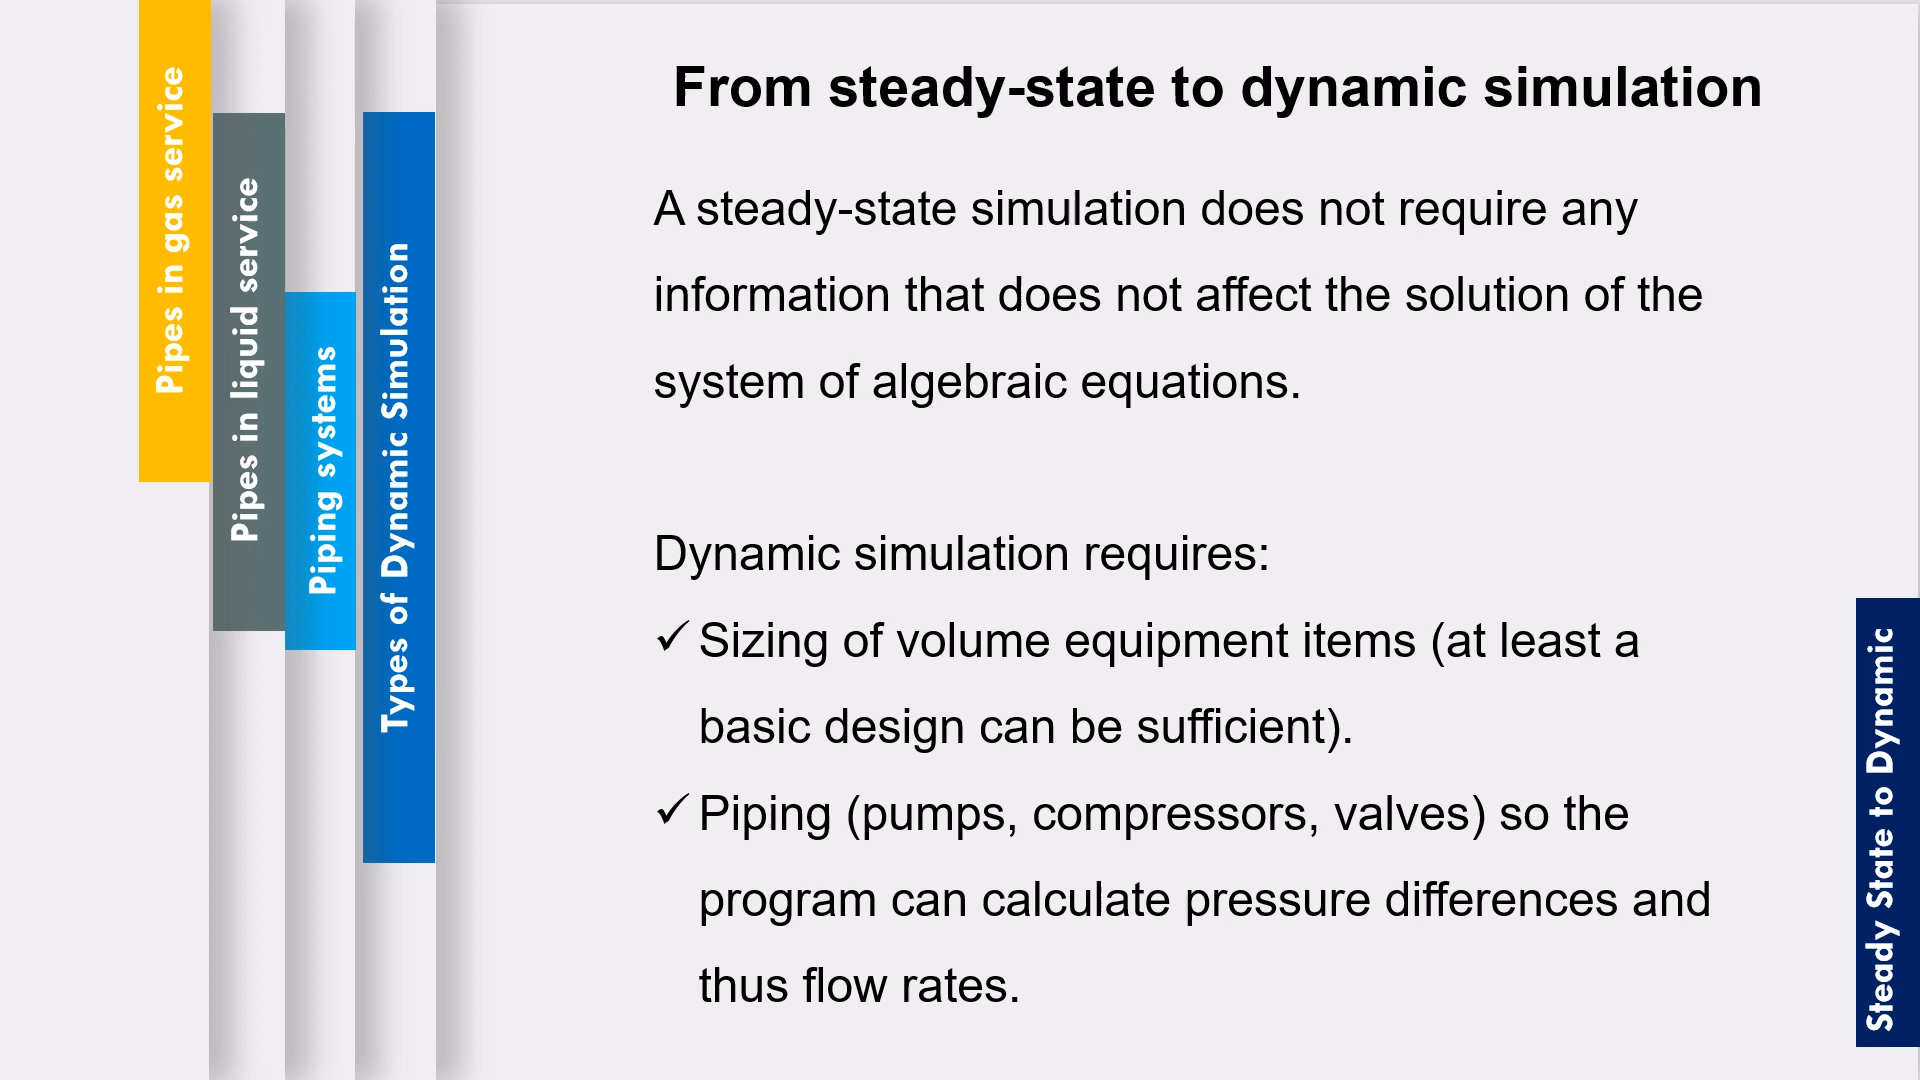 Pipes in gas service
Pipes in liquid service
Piping systems
Types of Dynamic Simulation
From steady-state to dynamic simulation
A steady-state simulation does not require any
information that does not affect the solution of the
system of algebraic equations.
Dynamic simulation requires:
✓ Sizing of volume equipment items (at least a
basic design can be sufficient).
✓ Piping (pumps, compressors, valves) so the
program can calculate pressure differences and
thus flow rates.
Steady State to Dynamic